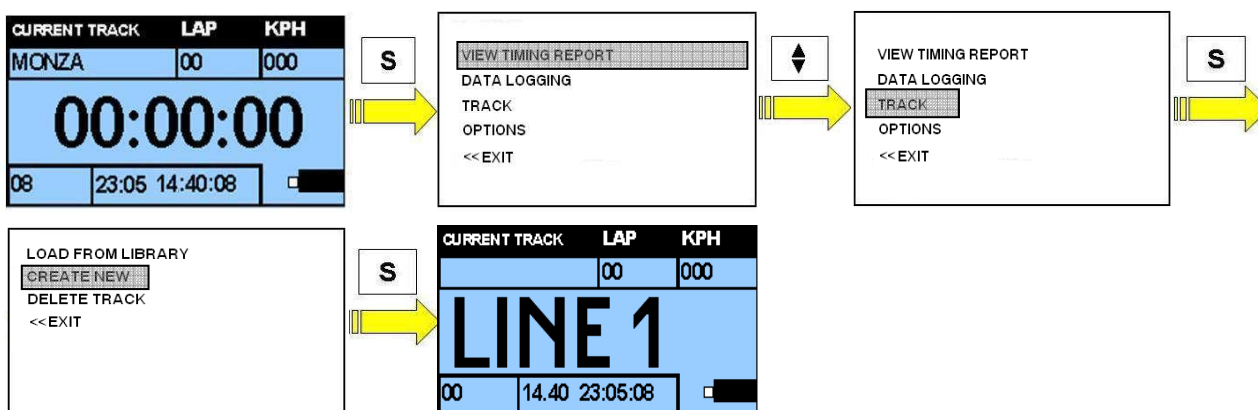 CURRENT TRACK LAP KPH
MONZA 00 000
00:00:00
08 23:05 14:40:08
S
VIEW TIMING REPORT
DATA LOGGING
TRACK
OPTIONS
<< EXIT
VIEW TIMING REPORT
DATA LOGGING
TRACK
OPTIONS
<< EXIT
S
LOAD FROM LIBRARY
CREATE NEW
DELETE TRACK
<< EXIT
S
CURRENT TRACK LAP KPH
00 000
LINE 1
00 14.40 23:05:08